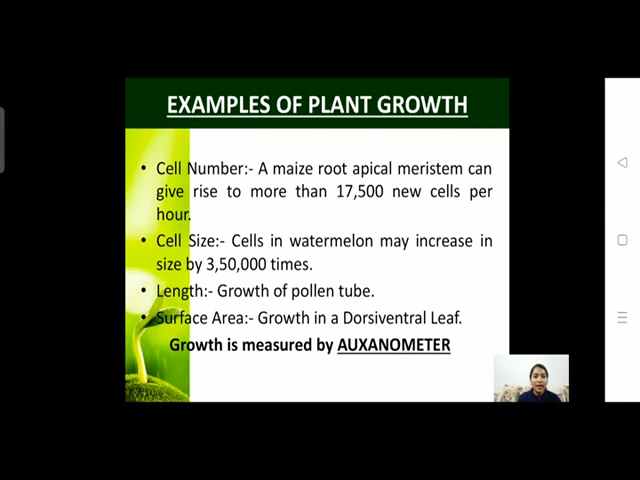 EXAMPLES OF PLANT GROWTH
• Cell Number:- A maize root apical meristem can
give rise to more than 17,500 new cells per
hour.
• Cell Size:- Cells in watermelon may increase in
size by 3,50,000 times.
• Length:- Growth of pollen tube.
• Surface Area:- Growth in a Dorsiventral Leaf.
Growth is measured by AUXANOMETER